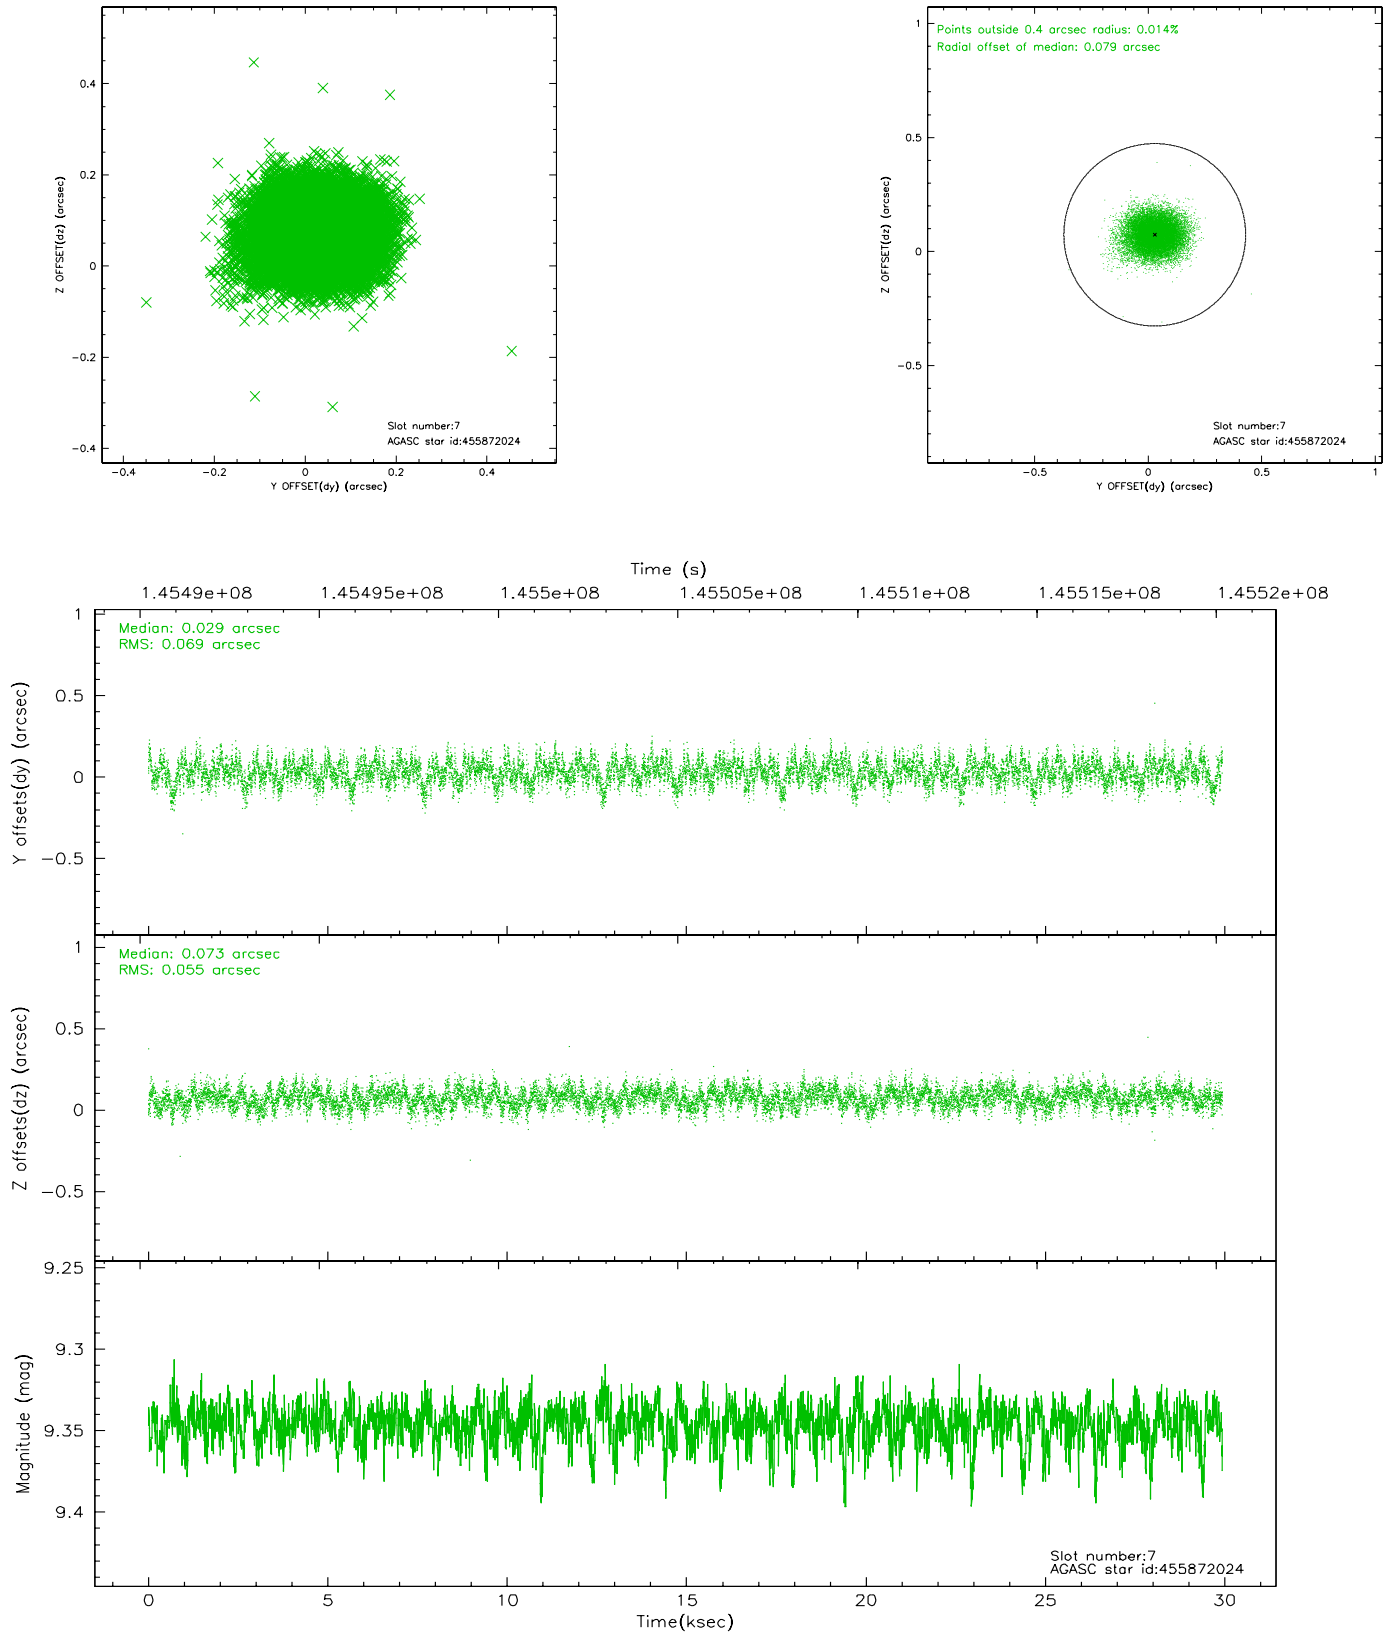 0.4
0.2
0
−0.2
−0.4
Z OFFSET(dz) (arcsec)
Slot number:7
AGASC star id:455872024
−0.4
−0.2
0
0.2
0.4
Y OFFSET(dy) (arcsec)
Points outside 0.4 arcsec radius: 0.014%
Radial offset of median: 0.079 arcsec
1
0.5
0
−0.5
Z OFFSET(dz) (arcsec)
Slot number:7
AGASC star id:455872024
−0.5
0
0.5
1
Y OFFSET(dy) (arcsec)
Time (s)
1.4549e+08
1.45495e+08
1.455e+08
1.45505e+08
1.4551e+08
1.45515e+08
1.4552e+08
Median: 0.029 arcsec
RMS: 0.069 arcsec
1
0.5
0
−0.5
Y offsets(dy) (arcsec)
Median: 0.073 arcsec
RMS: 0.055 arcsec
1
0.5
0
−0.5
Z offsets(dz) (arcsec)
9.25
9.3
9.35
9.4
Magnitude (mag)
Slot number:7
AGASC star id:455872024
0
5
10
15
20
25
30
Time(ksec)